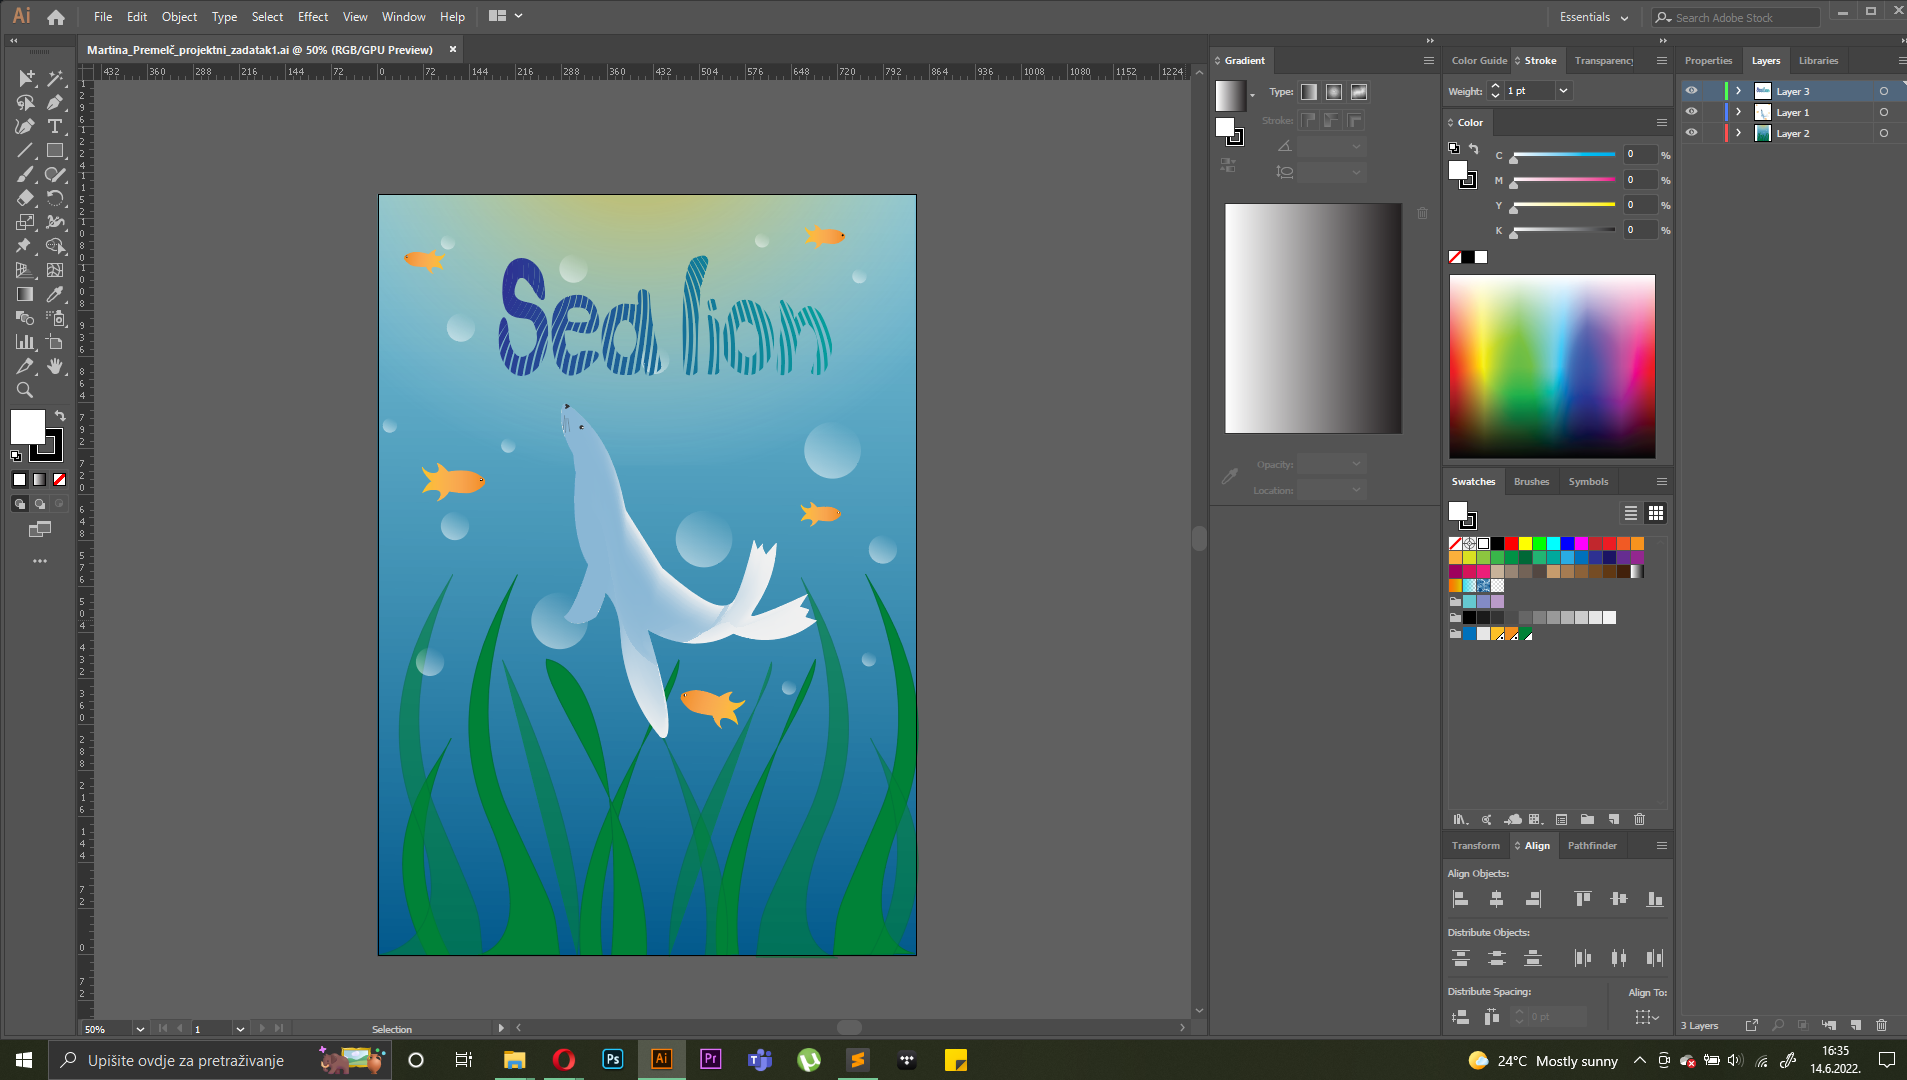 Ai File Edit Object Type Select Effect View Window Help Essentials Search Adobe Stock
Martina_Premelč_projektni_zadatak1.ai @ 50% (RGB/GPU Preview)
432 360 288 216 144 72 0 72 144 216 288 360 432 504 576 648 720 792 864 936 1008 1080 1152 1224
Sea lion
50% 1 Selection
Gradient
Type:
Stroke:
Opacity:
Location:
Color Guide Stroke Transparency
Weight: 1 pt
Color
C 0 %
M 0 %
Y 0 %
K 0 %
Swatches Brushes Symbols
Transform Align Pathfinder
Align Objects:
Distribute Objects:
Distribute Spacing: Align To:
0 pt
Properties Layers Libraries
Layer 3
Layer 1
Layer 2
3 Layers
Upišite ovdje za pretraživanje Ps Ai Pr 24°C Mostly sunny 16:35
14.6.2022.